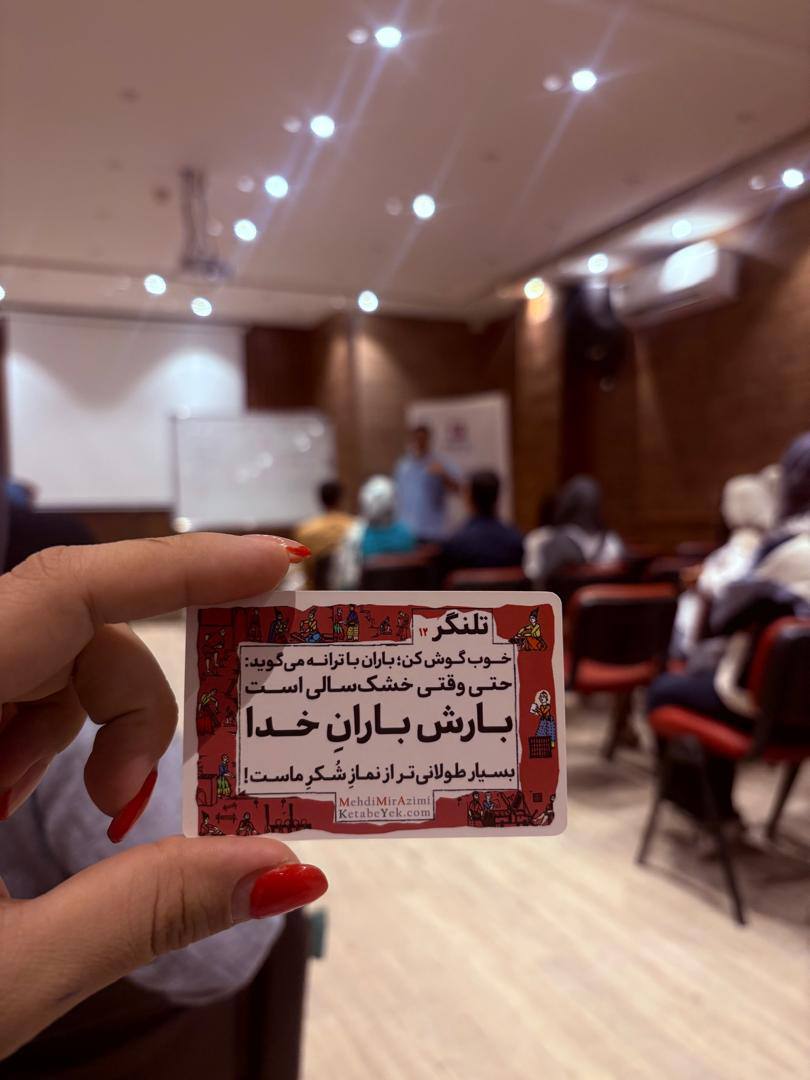 تلنگر ۱۲
خوب گوش کن؛ باران با ترانه می‌گوید:
حتی وقتی خشک‌سالی است
بارش بارانِ خدا
بسیار طولانی‌تر از نمازِ شُکرِ ماست!
MehdiMirAzimi
KetabeYek.com